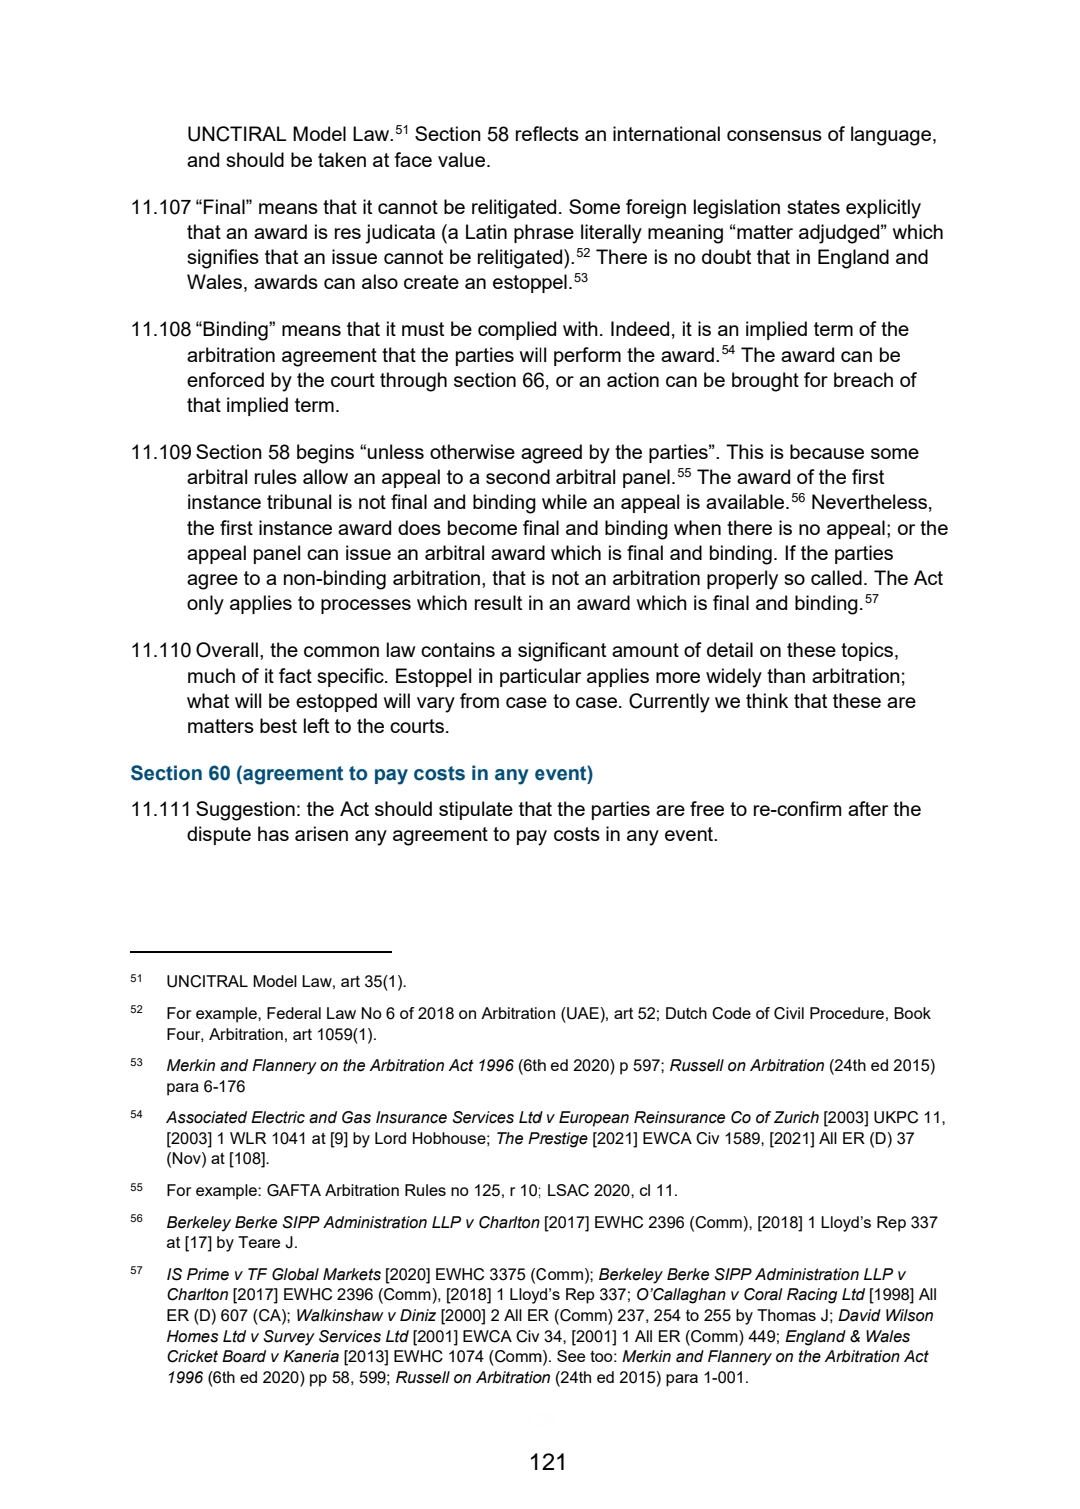 UNCTIRAL Model Law.51 Section 58 reflects an international consensus of language,
and should be taken at face value.
11.107 “Final” means that it cannot be relitigated. Some foreign legislation states explicitly
that an award is res judicata (a Latin phrase literally meaning “matter adjudged” which
signifies that an issue cannot be relitigated).52 There is no doubt that in England and
Wales, awards can also create an estoppel.53
11.108 “Binding” means that it must be complied with. Indeed, it is an implied term of the
arbitration agreement that the parties will perform the award.54 The award can be
enforced by the court through section 66, or an action can be brought for breach of
that implied term.
11.109 Section 58 begins “unless otherwise agreed by the parties”. This is because some
arbitral rules allow an appeal to a second arbitral panel.55 The award of the first
instance tribunal is not final and binding while an appeal is available.56 Nevertheless,
the first instance award does become final and binding when there is no appeal; or the
appeal panel can issue an arbitral award which is final and binding. If the parties
agree to a non-binding arbitration, that is not an arbitration properly so called. The Act
only applies to processes which result in an award which is final and binding.57
11.110 Overall, the common law contains a significant amount of detail on these topics,
much of it fact specific. Estoppel in particular applies more widely than arbitration;
what will be estopped will vary from case to case. Currently we think that these are
matters best left to the courts.
Section 60 (agreement to pay costs in any event)
11.111 Suggestion: the Act should stipulate that the parties are free to re-confirm after the
dispute has arisen any agreement to pay costs in any event.
51 UNCITRAL Model Law, art 35(1).
52 For example, Federal Law No 6 of 2018 on Arbitration (UAE), art 52; Dutch Code of Civil Procedure, Book
Four, Arbitration, art 1059(1).
53 Merkin and Flannery on the Arbitration Act 1996 (6th ed 2020) p 597; Russell on Arbitration (24th ed 2015)
para 6-176
54 Associated Electric and Gas Insurance Services Ltd v European Reinsurance Co of Zurich [2003] UKPC 11,
[2003] 1 WLR 1041 at [9] by Lord Hobhouse; The Prestige [2021] EWCA Civ 1589, [2021] All ER (D) 37
(Nov) at [108].
55 For example: GAFTA Arbitration Rules no 125, r 10; LSAC 2020, cl 11.
56 Berkeley Berke SIPP Administration LLP v Charlton [2017] EWHC 2396 (Comm), [2018] 1 Lloyd’s Rep 337
at [17] by Teare J.
57 IS Prime v TF Global Markets [2020] EWHC 3375 (Comm); Berkeley Berke SIPP Administration LLP v
Charlton [2017] EWHC 2396 (Comm), [2018] 1 Lloyd’s Rep 337; O’Callaghan v Coral Racing Ltd [1998] All
ER (D) 607 (CA); Walkinshaw v Diniz [2000] 2 All ER (Comm) 237, 254 to 255 by Thomas J; David Wilson
Homes Ltd v Survey Services Ltd [2001] EWCA Civ 34, [2001] 1 All ER (Comm) 449; England & Wales
Cricket Board v Kaneria [2013] EWHC 1074 (Comm). See too: Merkin and Flannery on the Arbitration Act
1996 (6th ed 2020) pp 58, 599; Russell on Arbitration (24th ed 2015) para 1-001.
121